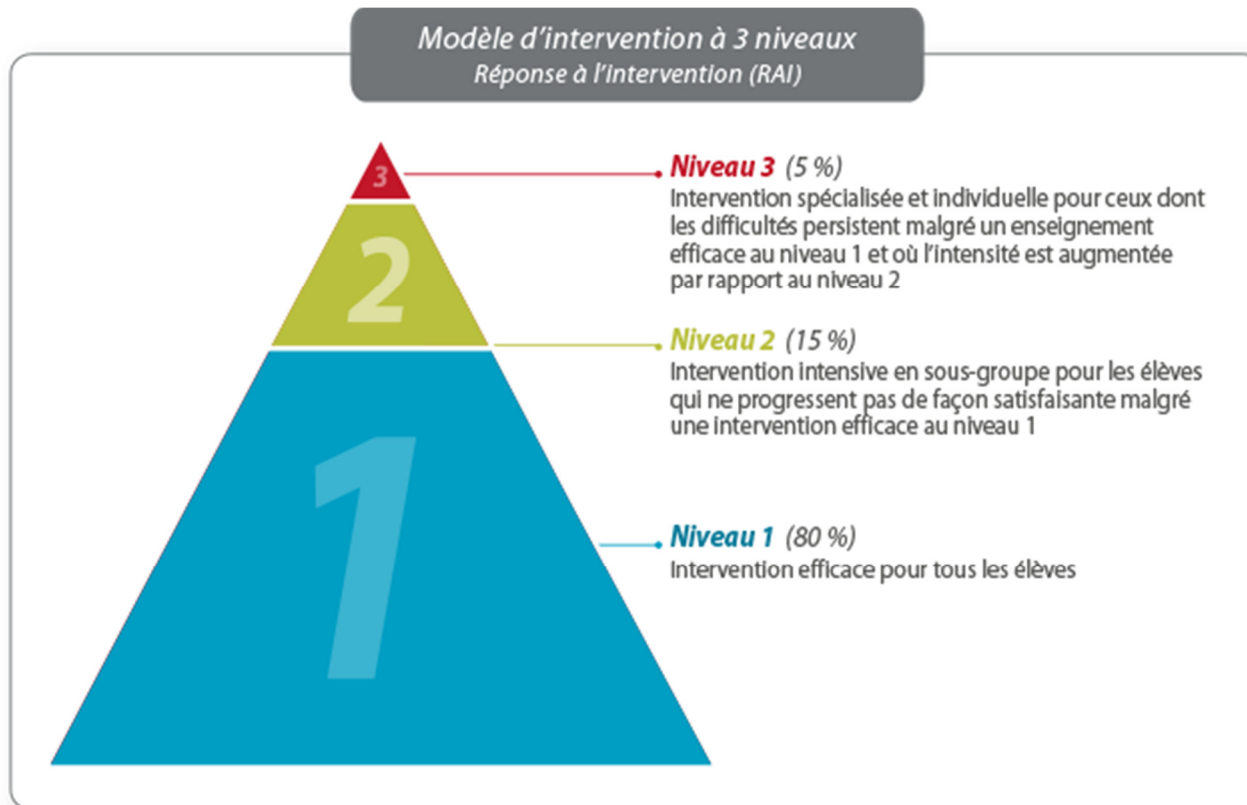 Modèle d'intervention à 3 niveaux
Réponse à l'intervention (RAI)
3
Niveau 3 (5 %)
Intervention spécialisée et individuelle pour ceux dont
les difficultés persistent malgré un enseignement
efficace au niveau 1 et où l'intensité est augmentée
par rapport au niveau 2
2
Niveau 2 (15 %)
Intervention intensive en sous-groupe pour les élèves
qui ne progressent pas de façon satisfaisante malgré
une intervention efficace au niveau 1
1
Niveau 1 (80 %)
Intervention efficace pour tous les élèves